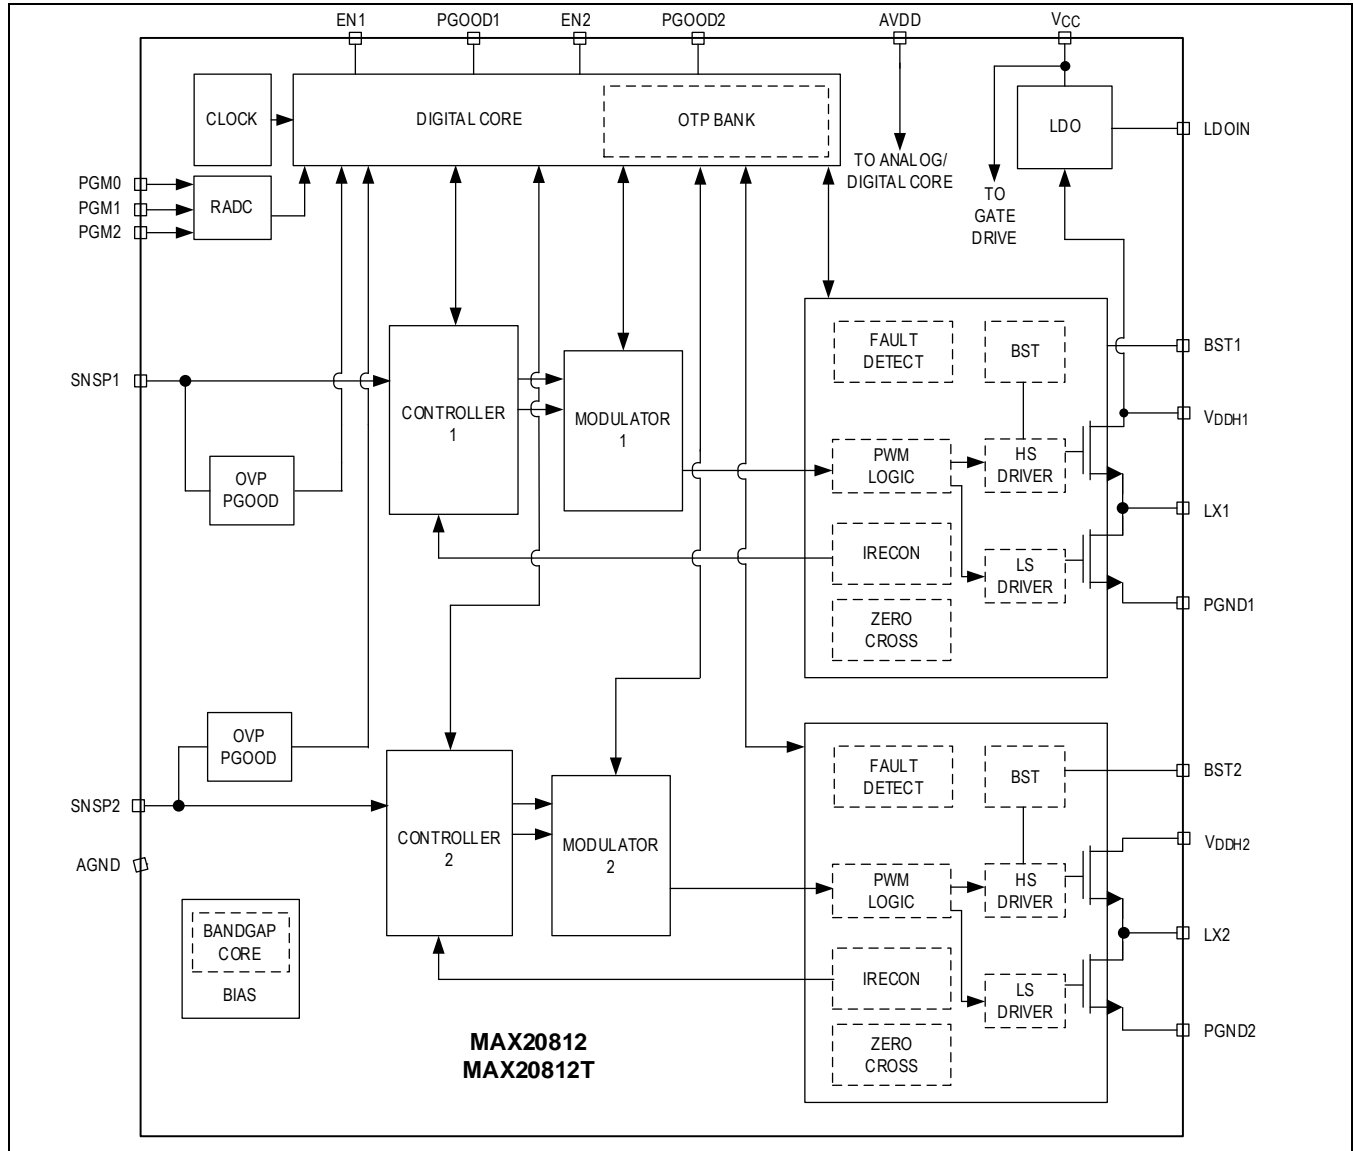 EN1
PGOOD1
EN2
PGOOD2
AVDD
VCC
CLOCK
DIGITAL CORE
OTP BANK
LDO
LDOIN
TO ANALOG/
DIGITAL CORE
TO
GATE
DRIVE
PGM0
PGM1
PGM2
RADC
SNSP1
OVP
PGOOD
CONTROLLER
1
MODULATOR
1
FAULT
DETECT
BST
PWM
LOGIC
HS
DRIVER
IRECON
LS
DRIVER
ZERO
CROSS
BST1
VDDH1
LX1
PGND1
OVP
PGOOD
SNSP2
AGND
CONTROLLER
2
MODULATOR
2
FAULT
DETECT
BST
PWM
LOGIC
HS
DRIVER
IRECON
LS
DRIVER
ZERO
CROSS
BST2
VDDH2
LX2
PGND2
BANDGAP
CORE
BIAS
MAX20812
MAX20812T